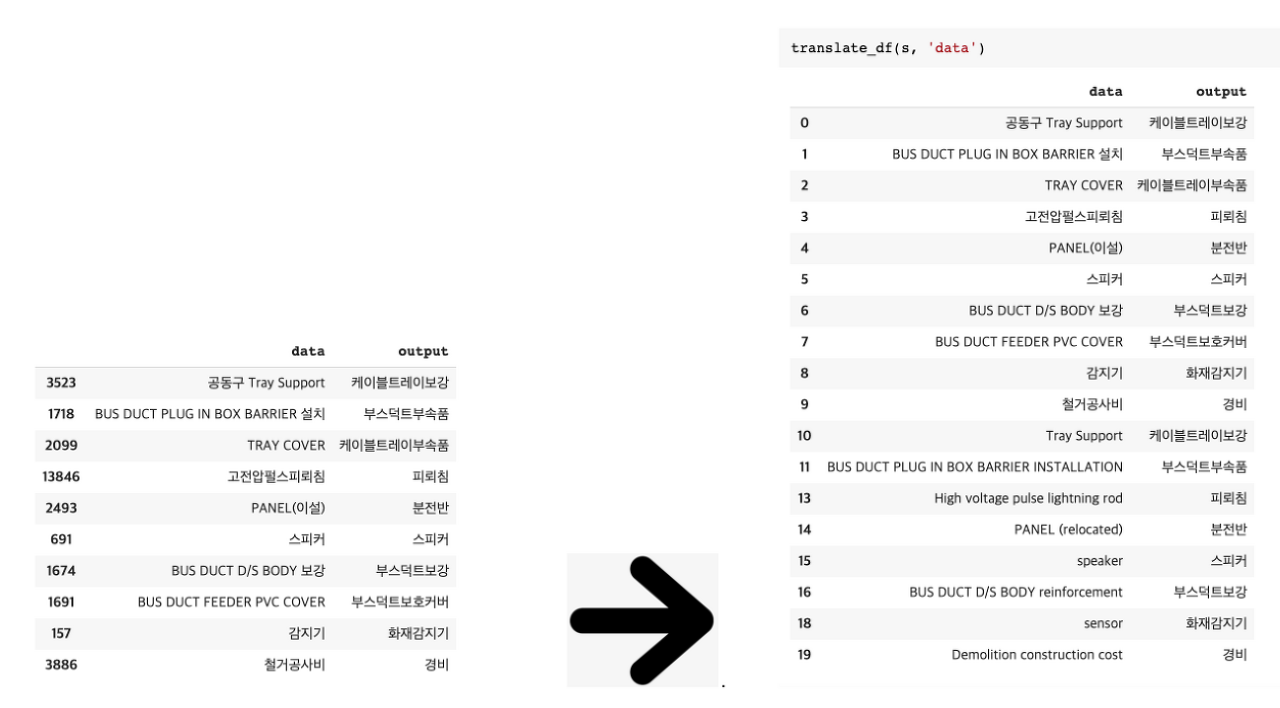 data output
3523 공동구 Tray Support 케이블트레이보강
1718 BUS DUCT PLUG IN BOX BARRIER 설치 부스덕트부속품
2099 TRAY COVER 케이블트레이부속품
13846 고전압펄스피뢰침 피뢰침
2493 PANEL(이설) 분전반
691 스피커 스피커
1674 BUS DUCT D/S BODY 보강 부스덕트보강
1691 BUS DUCT FEEDER PVC COVER 부스덕트보호커버
157 감지기 화재감지기
3886 철거공사비 경비
.
translate_df(s, 'data')
data output
0 공동구 Tray Support 케이블트레이보강
1 BUS DUCT PLUG IN BOX BARRIER 설치 부스덕트부속품
2 TRAY COVER 케이블트레이부속품
3 고전압펄스피뢰침 피뢰침
4 PANEL(이설) 분전반
5 스피커 스피커
6 BUS DUCT D/S BODY 보강 부스덕트보강
7 BUS DUCT FEEDER PVC COVER 부스덕트보호커버
8 감지기 화재감지기
9 철거공사비 경비
10 Tray Support 케이블트레이보강
11 BUS DUCT PLUG IN BOX BARRIER INSTALLATION 부스덕트부속품
13 High voltage pulse lightning rod 피뢰침
14 PANEL (relocated) 분전반
15 speaker 스피커
16 BUS DUCT D/S BODY reinforcement 부스덕트보강
18 sensor 화재감지기
19 Demolition construction cost 경비